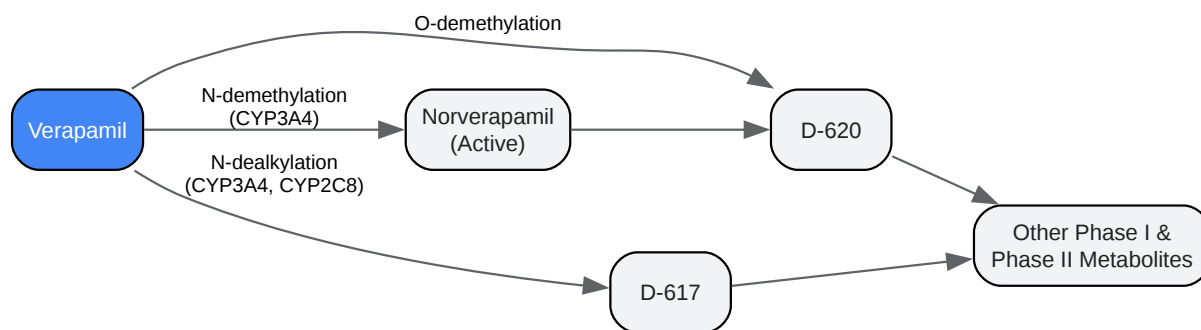 O-demethylation
Verapamil
N-demethylation
(CYP3A4)
Norverapamil
(Active)
D-620
N-dealkylation
(CYP3A4, CYP2C8)
Other Phase I &
Phase II Metabolites
D-617